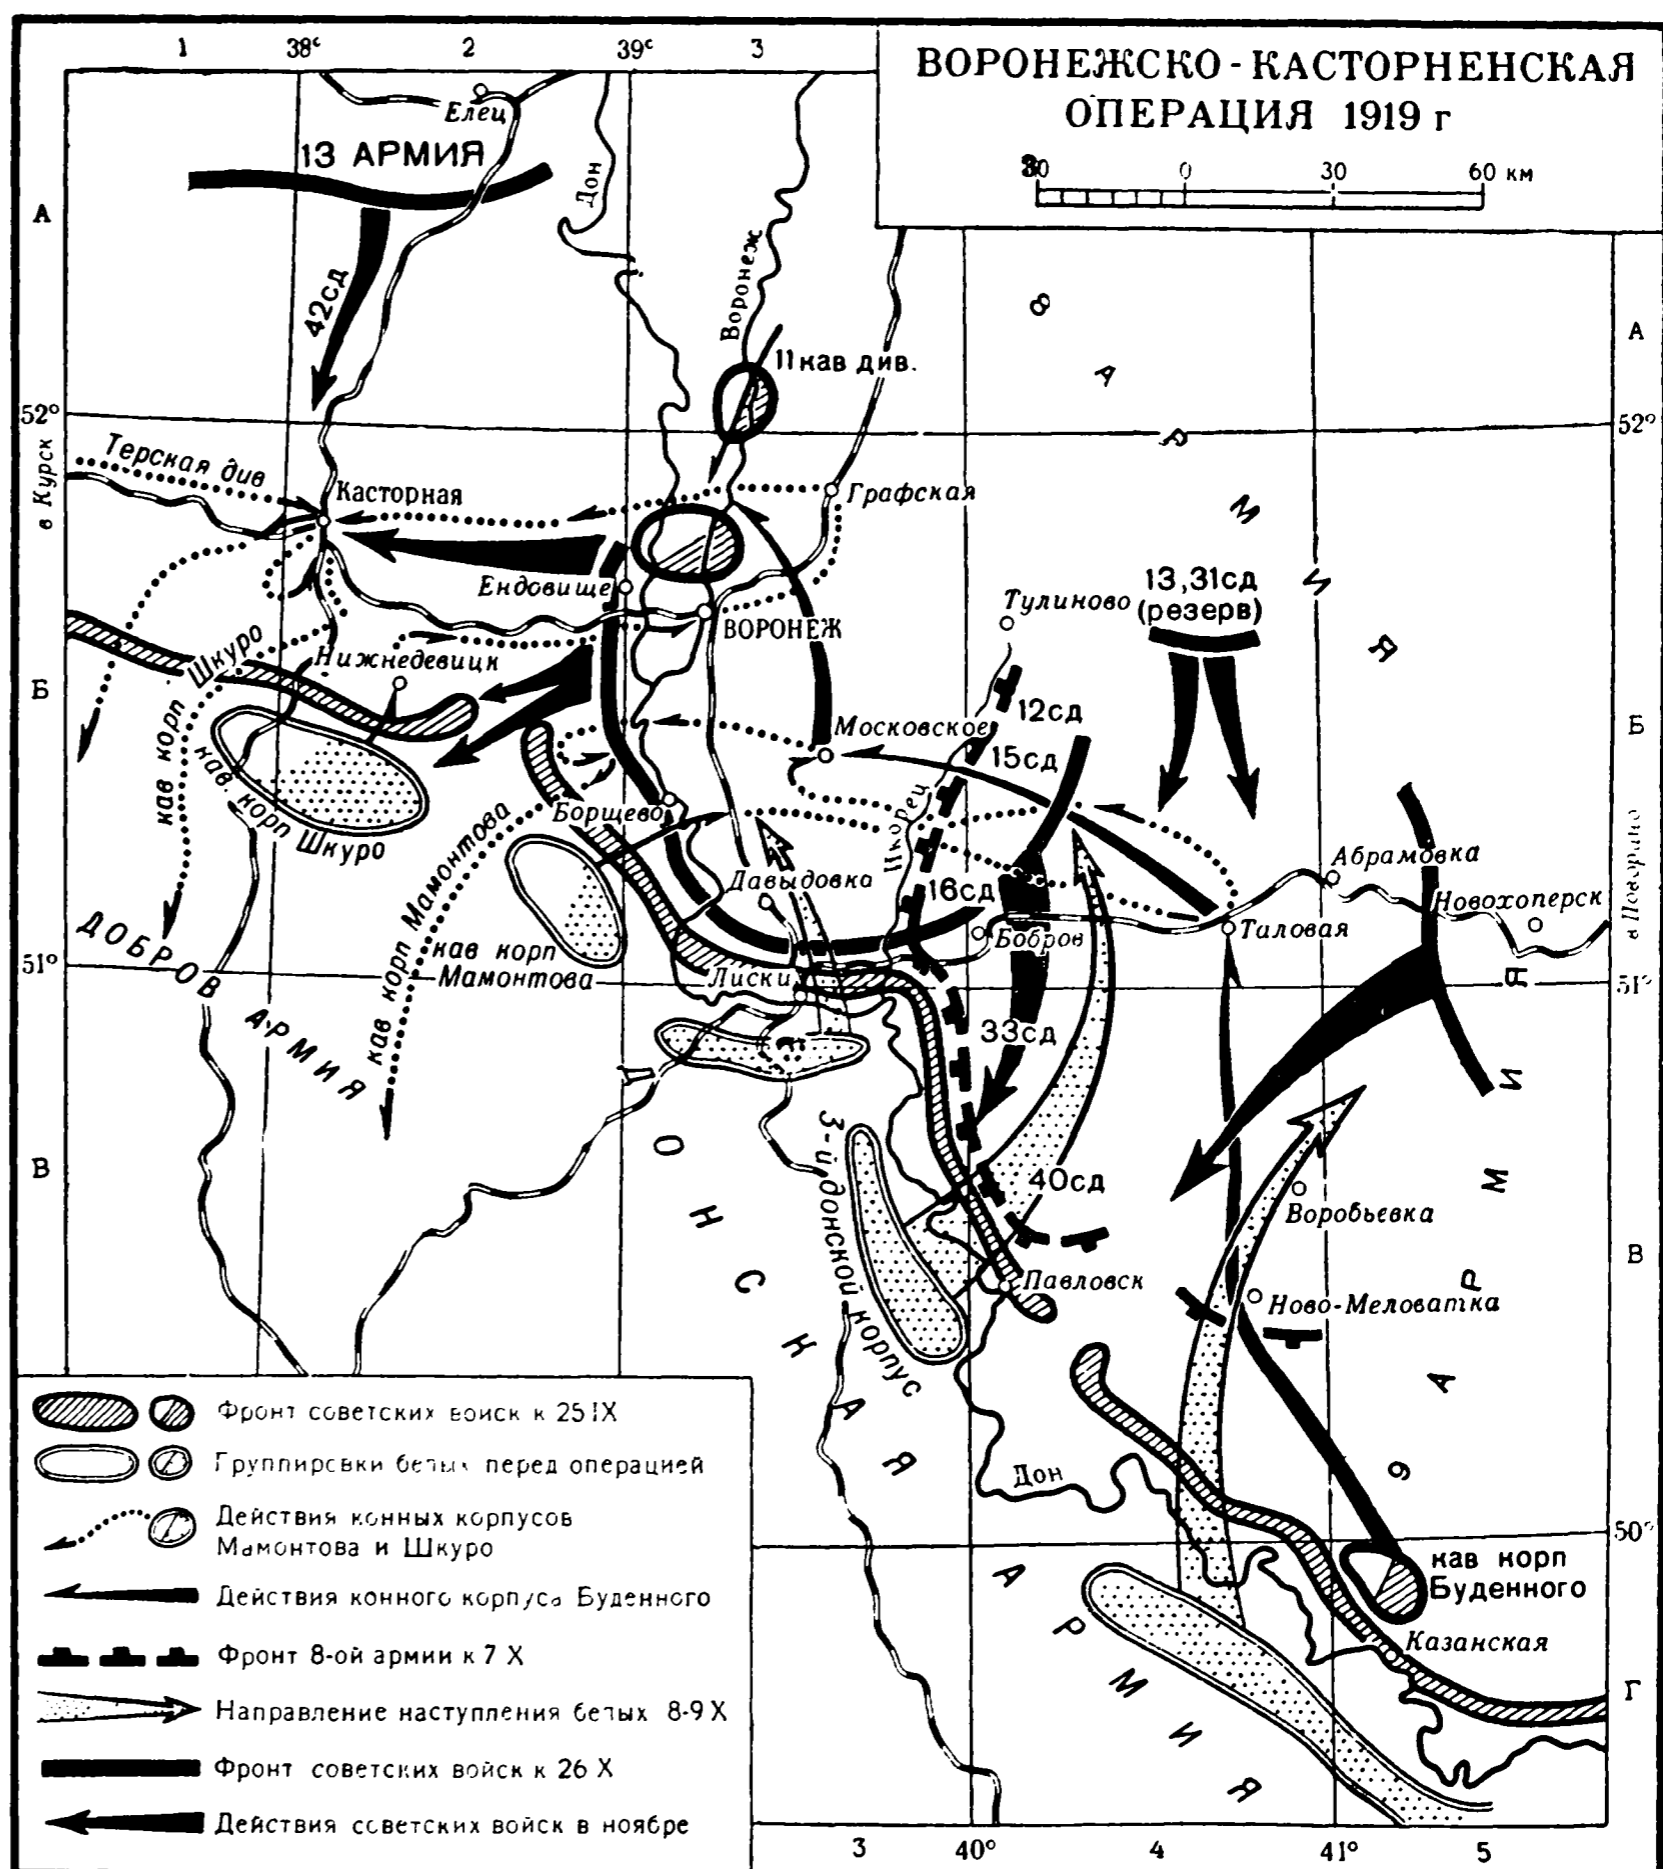 ВОРОНЕЖСКО-КАСТОРНЕНСКАЯ
ОПЕРАЦИЯ 1919 г
30 0 30 60 км
1 38° 2 39° 3
А
Б
В
52°
51°
в Курск
Елец
13 АРМИЯ
Дон
Воронеж
42сд
11 кав див.
Терская див
Касторная
Графская
Ендовище
ВОРОНЕЖ
Нижнедевицк
кав корп Шкуро
кав. корп Шкуро
8 АРМИЯ
Тулиново
13,31сд
(резерв)
12сд
15сд
Московское
Икорец
Борщево
кав корп Мамонтова
кав корп
Мамонтова
Давыдовка
16сд
Бобров
Лиски
Абрамовка
Новохоперск
Таловая
в Поворино
ДОБРОВ АРМИЯ
33сд
40сд
3-й донской корпус
Павловск
Воробьевка
Ново-Меловатка
ДОНСКАЯ АРМИЯ
9 АРМИЯ
Дон
кав корп
Буденного
Казанская
А
52°
Б
51°
В
50°
Г
3 40° 4 41° 5
Фронт советских войск к 25 IX
Группировки белых перед операцией
Действия конных корпусов
Мамонтова и Шкуро
Действия конного корпуса Буденного
Фронт 8-ой армии к 7 X
Направление наступления белых 8-9 X
Фронт советских войск к 26 X
Действия советских войск в ноябре